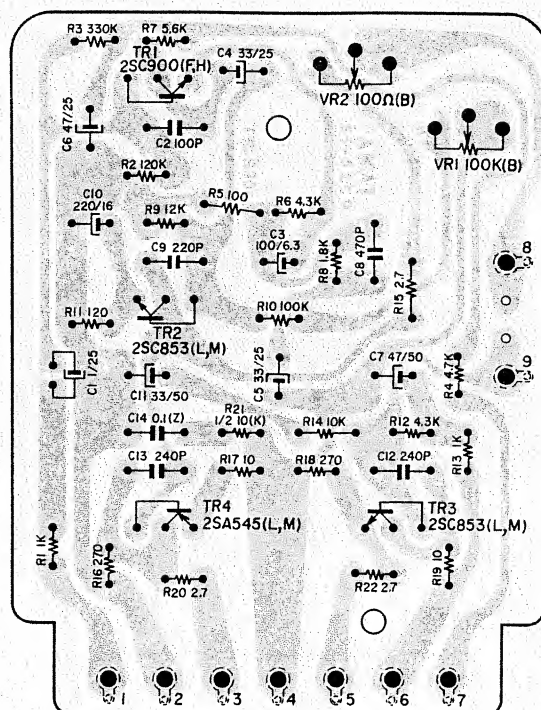 R3 330K
R7 5.6K
TR1
2SC900(F,H)
C4 33/25
VR2 100Ω(B)
C6 47/25
C2 100P
VR1 100K(B)
R2 120K
C10
220/16
R9 12K
R5 100
R6 4.3K
C9 220P
C3
100/6.3
R8 1.8K
C8 470P
R15 2.7
8
R11 120
TR2
2SC853(L,M)
R10 100K
C1 1/25
C11 33/50
C5 33/25
C7 47/50
R4 4.7K
9
C14 0.1(Z)
R21
1/2 10(K)
R14 10K
R12 4.3K
C13 240P
R17 10
R18 270
C12 240P
R13 1K
TR4
2SA545(L,M)
TR3
2SC853(L,M)
R1 1K
R16 270
R20 2.7
R22 2.7
R19 10
1
2
3
4
5
6
7